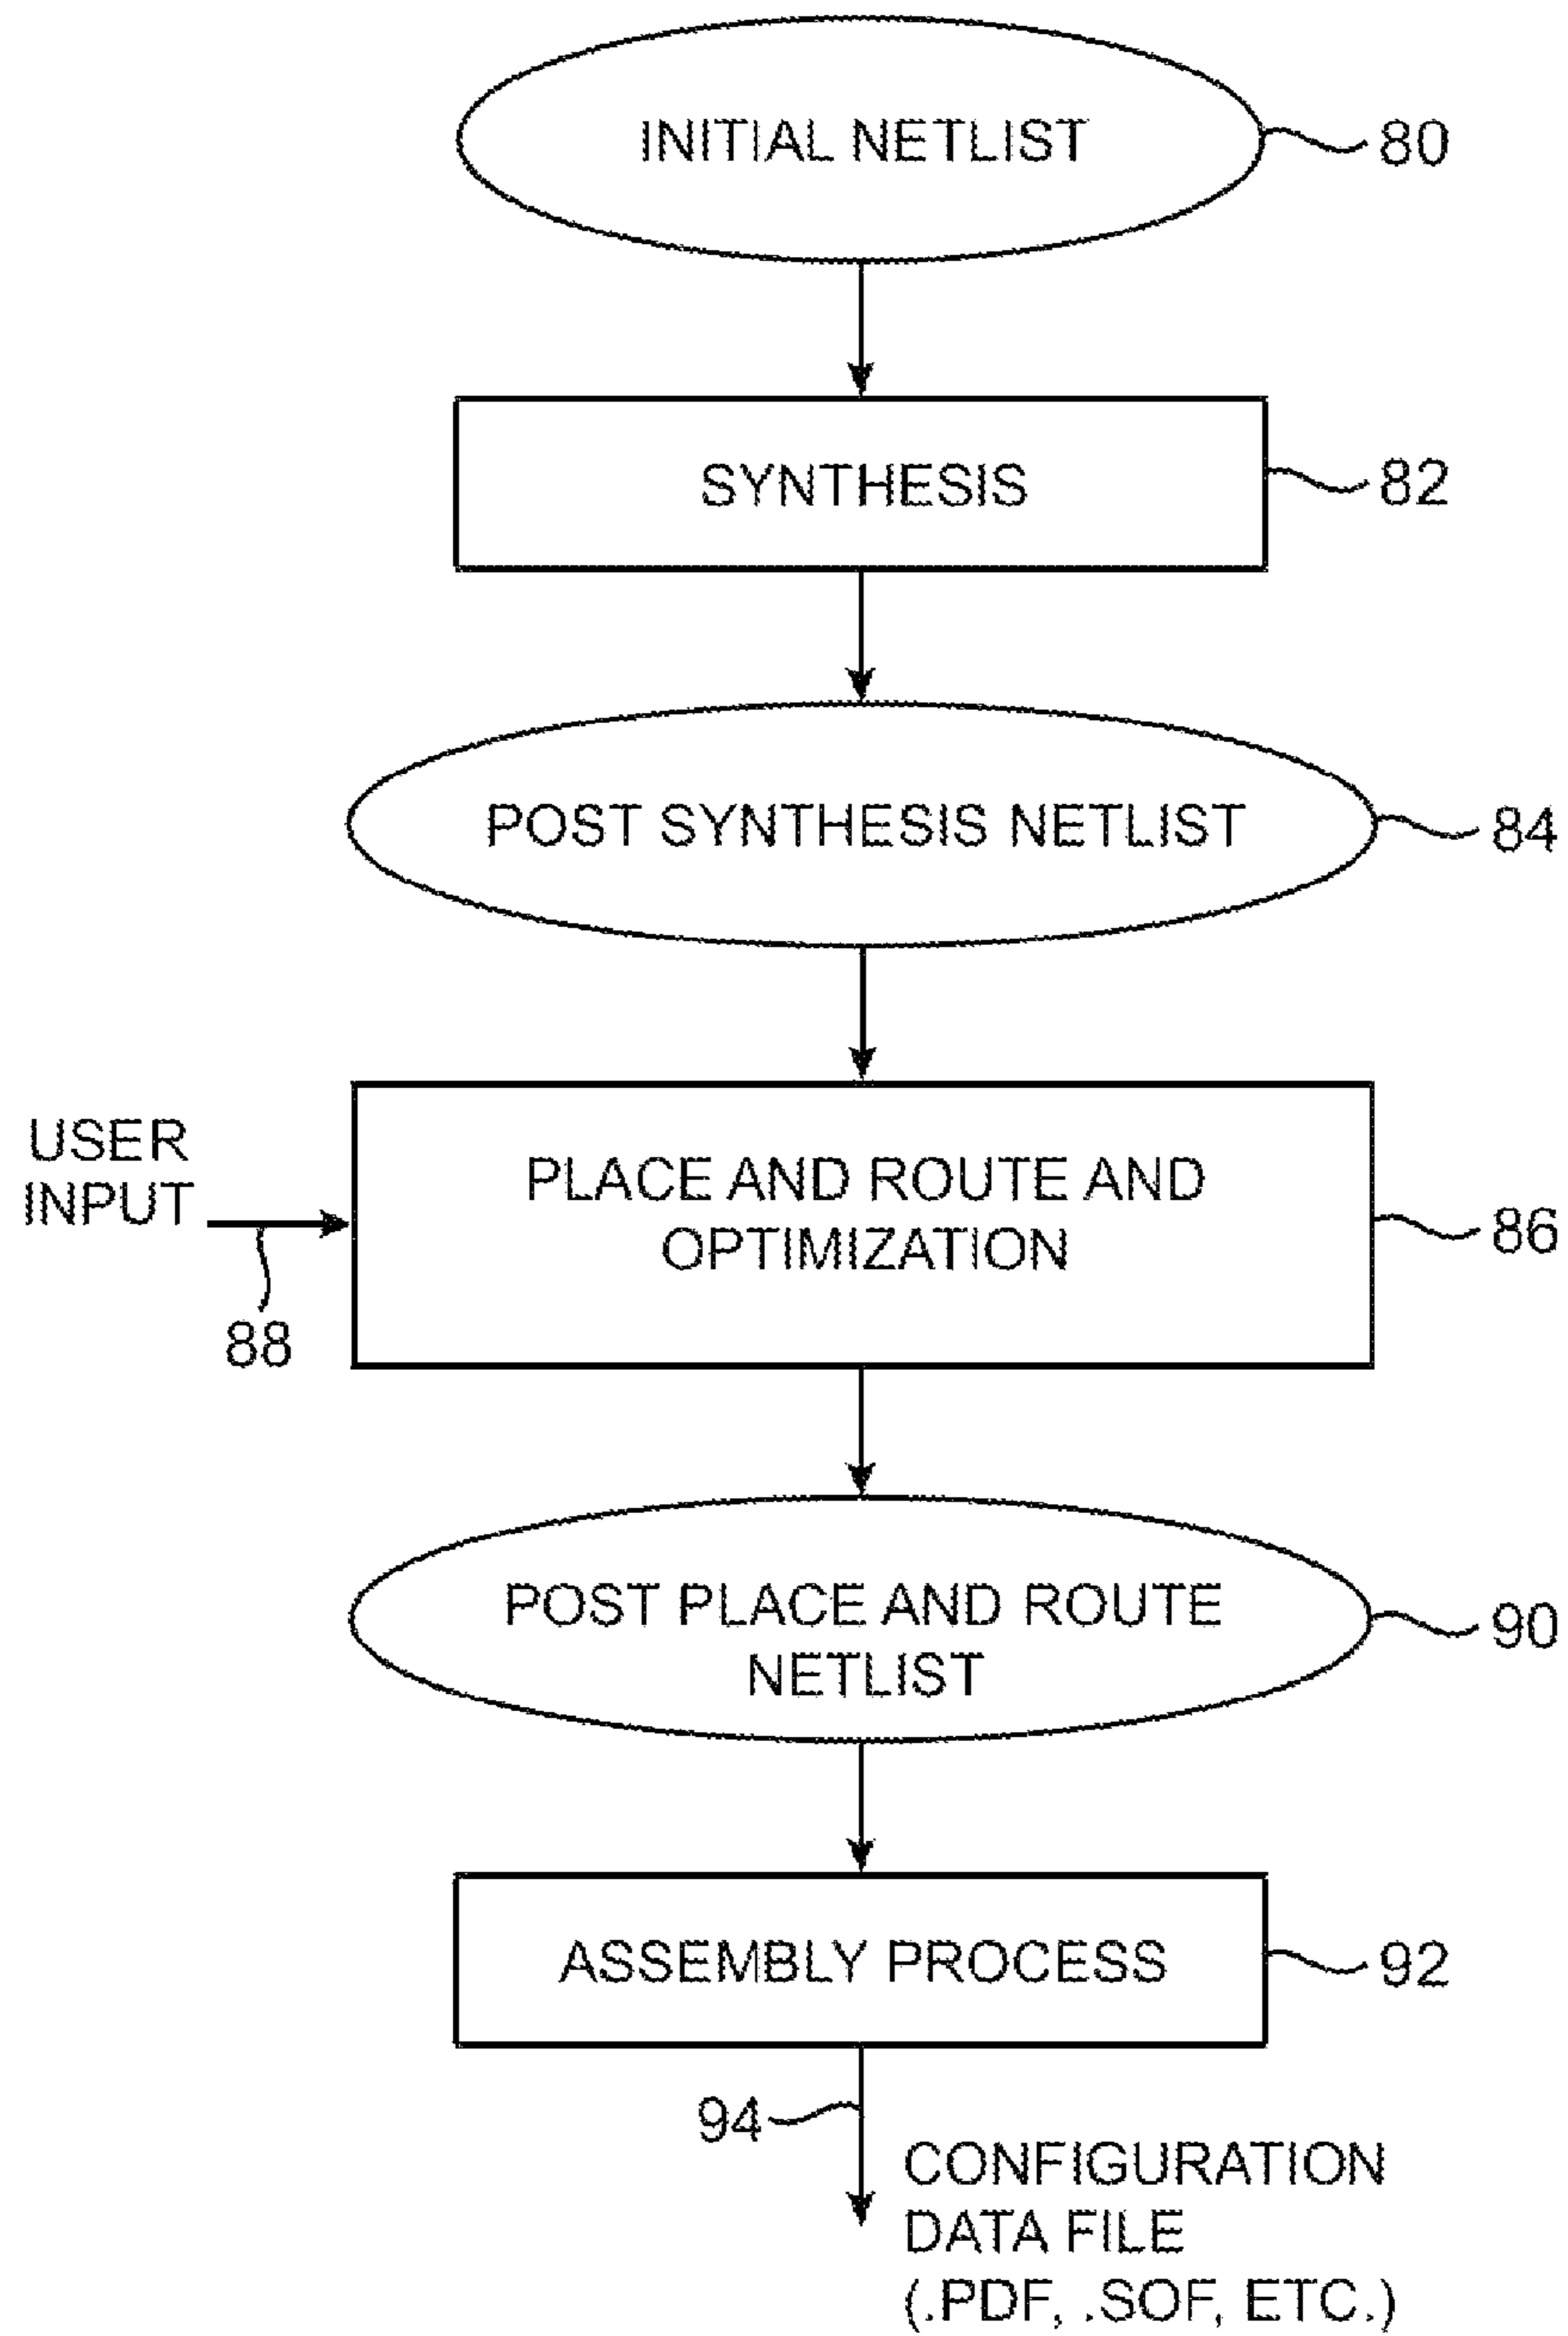 INITIAL NETLIST
80
SYNTHESIS
82
POST SYNTHESIS NETLIST
84
USER
INPUT
88
PLACE AND ROUTE AND
OPTIMIZATION
86
POST PLACE AND ROUTE
NETLIST
90
ASSEMBLY PROCESS
92
94
CONFIGURATION
DATA FILE
(.PDF, .SOF, ETC.)